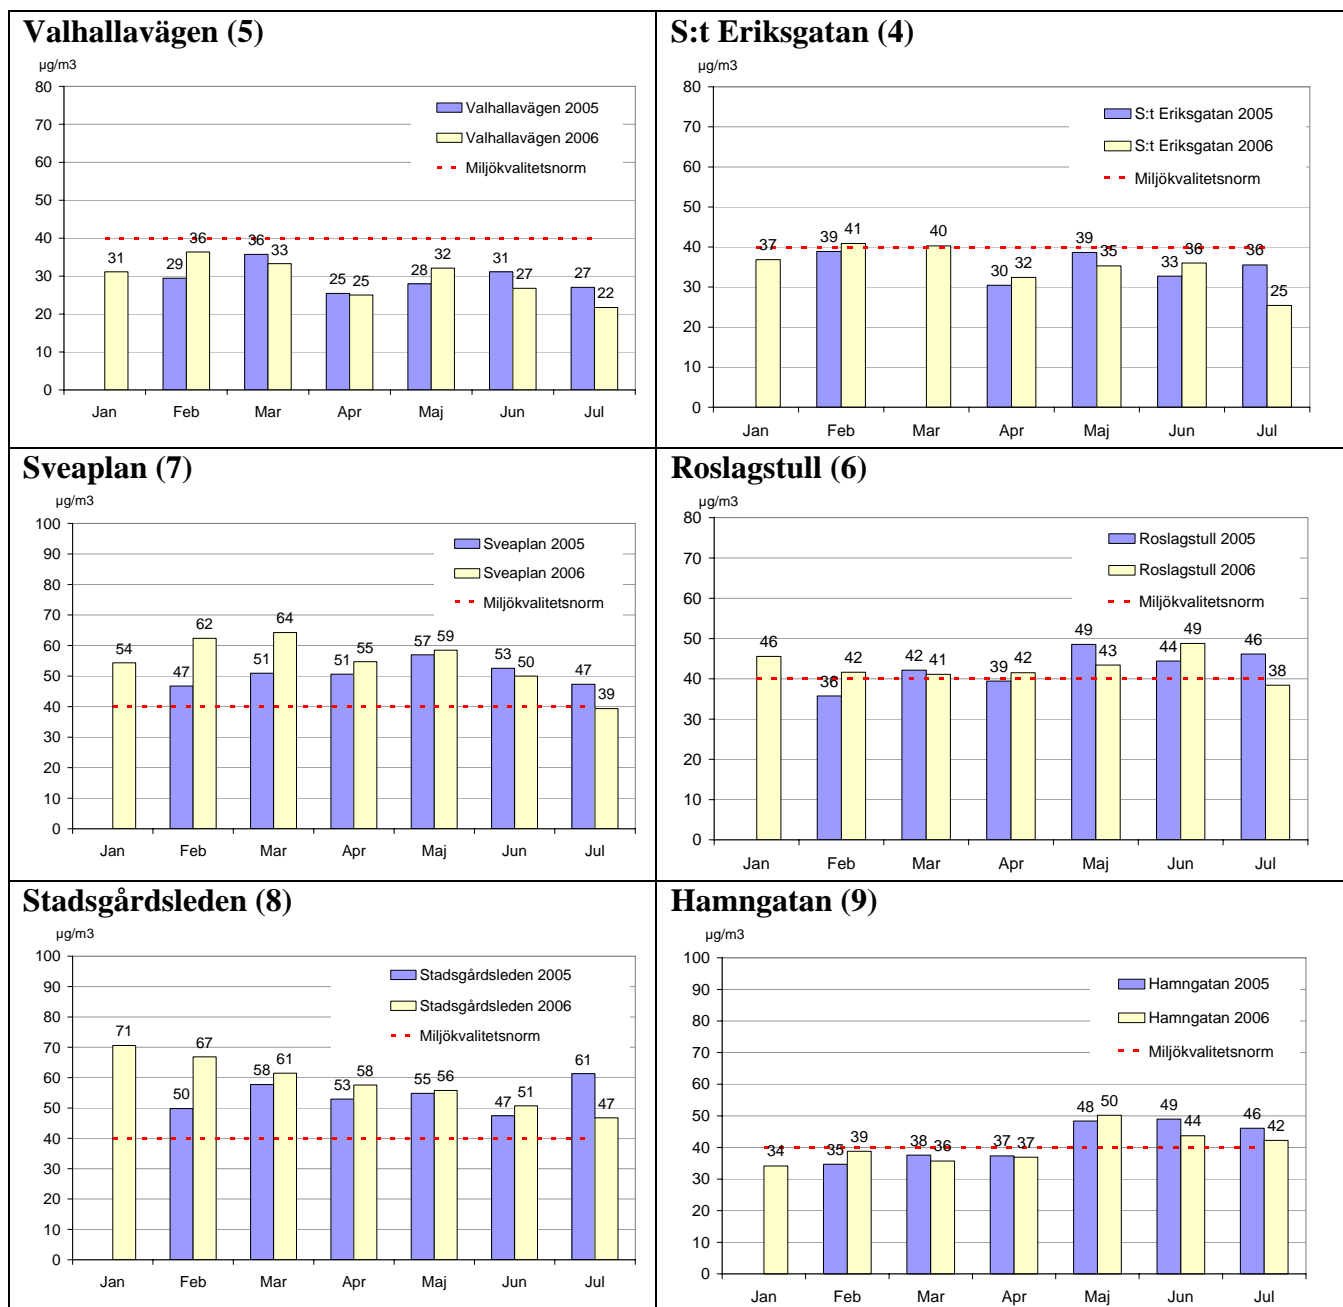 Valhallavägen (5)
µg/m3
80
70
60
50
40
30
20
10
0
Valhallavägen 2005
Valhallavägen 2006
Miljökvalitetsnorm
31
29 36
36 33
25 25
28 32
31 27
27 22
Jan Feb Mar Apr Maj Jun Jul
S:t Eriksgatan (4)
µg/m3
80
70
60
50
40
30
20
10
0
S:t Eriksgatan 2005
S:t Eriksgatan 2006
Miljökvalitetsnorm
37
39 41
40
30 32
39 35
33 36
36 25
Jan Feb Mar Apr Maj Jun Jul
Sveaplan (7)
µg/m3
100
90
80
70
60
50
40
30
20
10
0
Sveaplan 2005
Sveaplan 2006
Miljökvalitetsnorm
54
47 62
51 64
51 55
57 59
53 50
47 39
Jan Feb Mar Apr Maj Jun Jul
Roslagstull (6)
µg/m3
80
70
60
50
40
30
20
10
0
Roslagstull 2005
Roslagstull 2006
Miljökvalitetsnorm
46
36 42
42 41
39 42
49 43
44 49
46 38
Jan Feb Mar Apr Maj Jun Jul
Stadsgårdsleden (8)
µg/m3
100
90
80
70
60
50
40
30
20
10
0
Stadsgårdsleden 2005
Stadsgårdsleden 2006
Miljökvalitetsnorm
71
50 67
58 61
53 58
55 56
47 51
61 47
Jan Feb Mar Apr Maj Jun Jul
Hamngatan (9)
µg/m3
100
90
80
70
60
50
40
30
20
10
0
Hamngatan 2005
Hamngatan 2006
Miljökvalitetsnorm
34
35 39
38 36
37 37
48 50
49 44
46 42
Jan Feb Mar Apr Maj Jun Jul